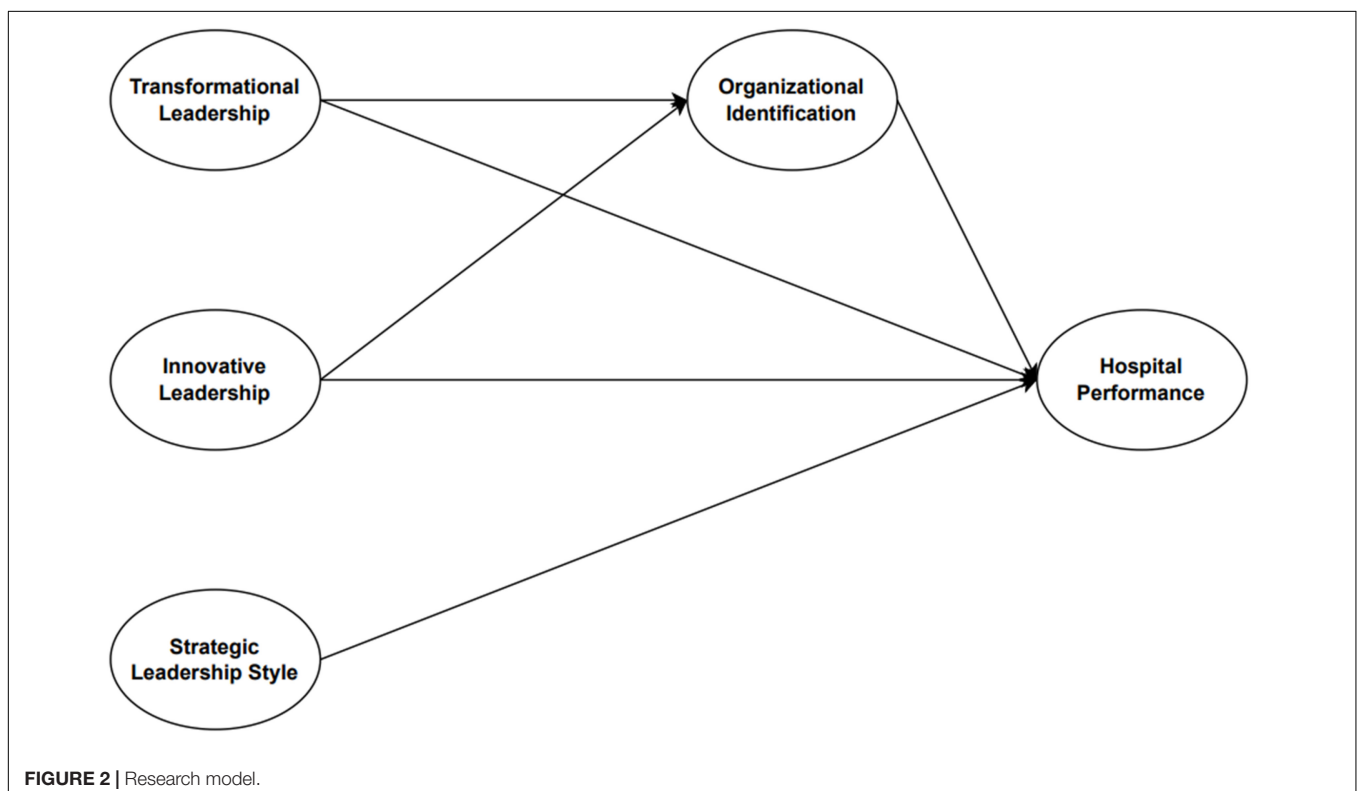 Transformational
Leadership
Organizational
Identification
Innovative
Leadership
Hospital
Performance
Strategic
Leadership Style
FIGURE 2 | Research model.